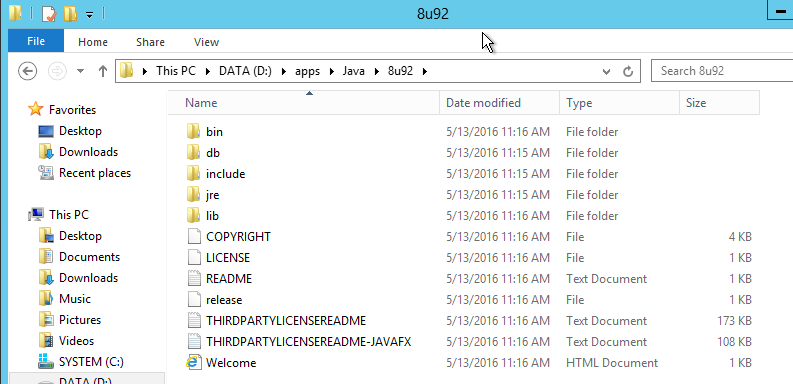 8u92
File Home Share View
This PC DATA (D:) apps Java 8u92 Search 8u92
Name Date modified Type Size
Favorites
Desktop
Downloads
Recent places
This PC
Desktop
Documents
Downloads
Music
Pictures
Videos
SYSTEM (C:)
DATA (D:)
bin 5/13/2016 11:16 AM File folder
db 5/13/2016 11:15 AM File folder
include 5/13/2016 11:15 AM File folder
jre 5/13/2016 11:15 AM File folder
lib 5/13/2016 11:16 AM File folder
COPYRIGHT 5/13/2016 11:16 AM File 4 KB
LICENSE 5/13/2016 11:16 AM File 1 KB
README 5/13/2016 11:16 AM Text Document 1 KB
release 5/13/2016 11:16 AM File 1 KB
THIRDPARTYLICENSEREADME 5/13/2016 11:16 AM Text Document 173 KB
THIRDPARTYLICENSEREADME-JAVAFX 5/13/2016 11:16 AM Text Document 108 KB
Welcome 5/13/2016 11:16 AM HTML Document 1 KB